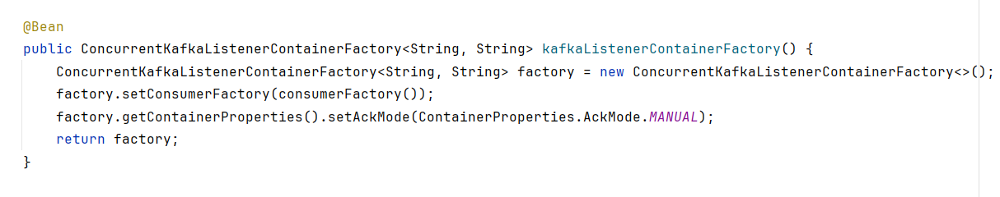 @Bean
public ConcurrentKafkaListenerContainerFactory<String, String> kafkaListenerContainerFactory() {
    ConcurrentKafkaListenerContainerFactory<String, String> factory = new ConcurrentKafkaListenerContainerFactory<>();
    factory.setConsumerFactory(consumerFactory());
    factory.getContainerProperties().setAckMode(ContainerProperties.AckMode.MANUAL);
    return factory;
}